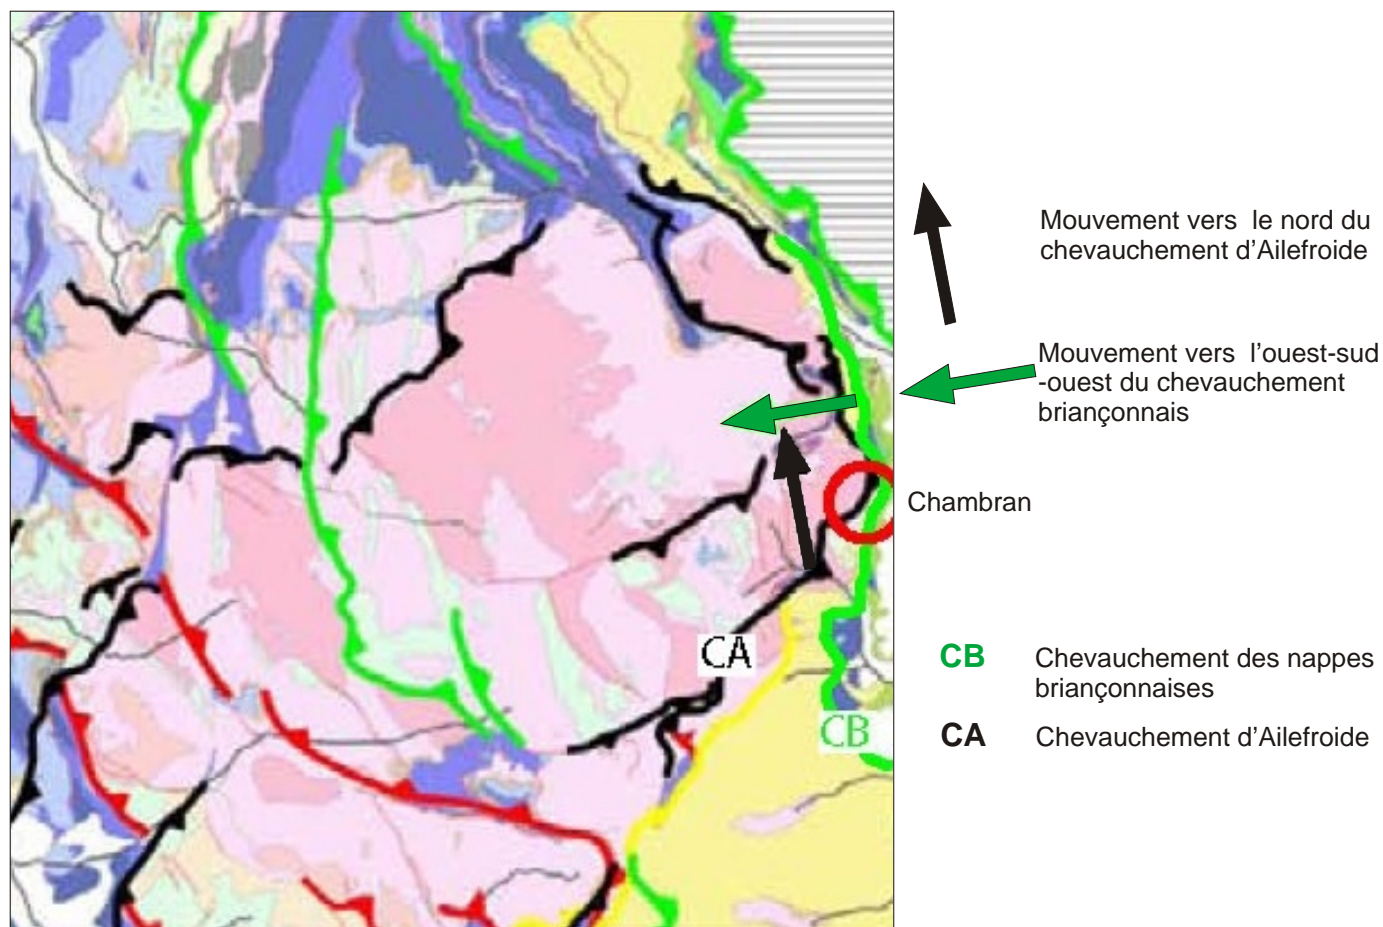 Mouvement vers le nord du
chevauchement d'Ailefroide
Mouvement vers l'ouest-sud
-ouest du chevauchement
briançonnais
Chambran
CA
CB
CB Chevauchement des nappes
briançonnaises
CA Chevauchement d'Ailefroide